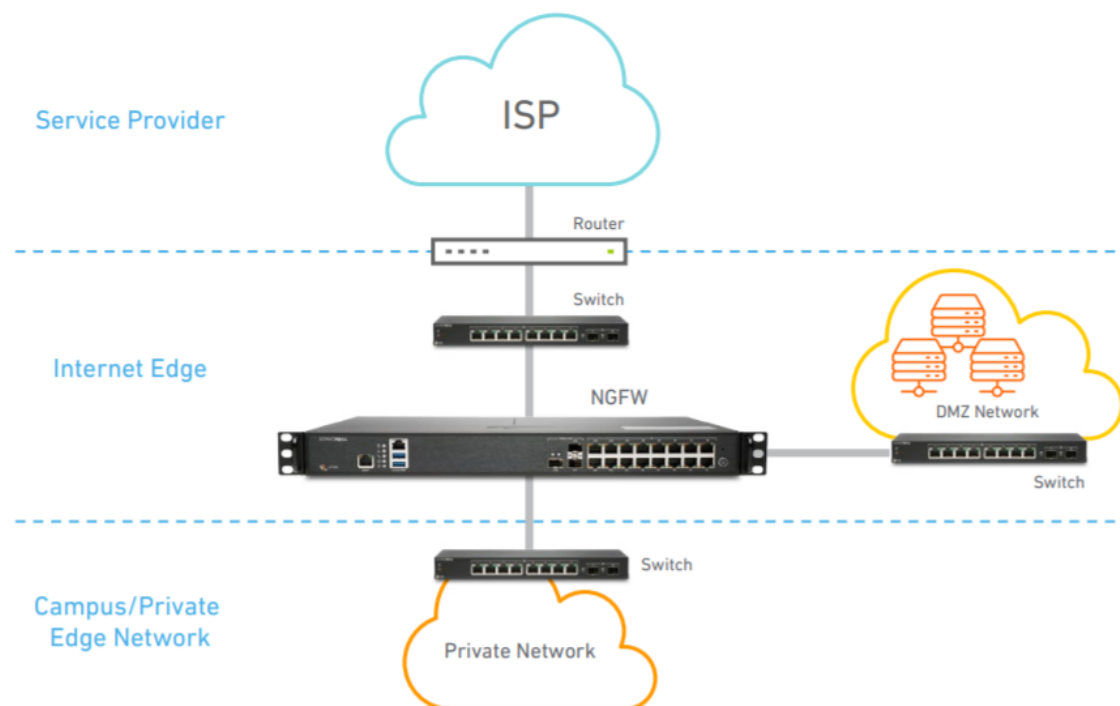 ISP
Service Provider
Router
Switch
Internet Edge
NGFW
DMZ Network
Switch
Switch
Campus/Private
Edge Network
Private Network